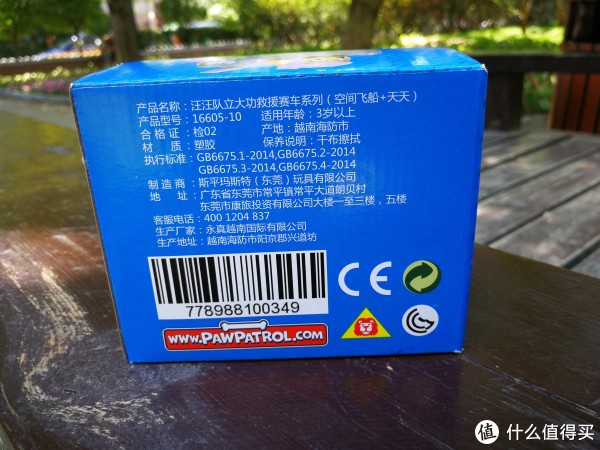 产品名称：汪汪队立大功救援赛车系列（空间飞船+天天）
产品型号：16605-10 适用年龄：3岁以上
合格证：检02 产地：越南海防市
材质：塑胶 保养说明：干布擦拭
执行标准：GB6675.1-2014,GB6675.2-2014
GB6675.3-2014,GB6675.4-2014
制造商：斯平玛斯特（东莞）玩具有限公司
地址：广东省东莞市常平镇常平大道朗贝村
东莞市康旅投资有限公司大楼一至三楼，五楼
客服电话：400 1204 837
生产厂家：永真越南国际有限公司
生产地址：越南海防市阳京郡兴道坊
778988100349
CE
WWW.PAWPATROL.COM
值 什么值得买